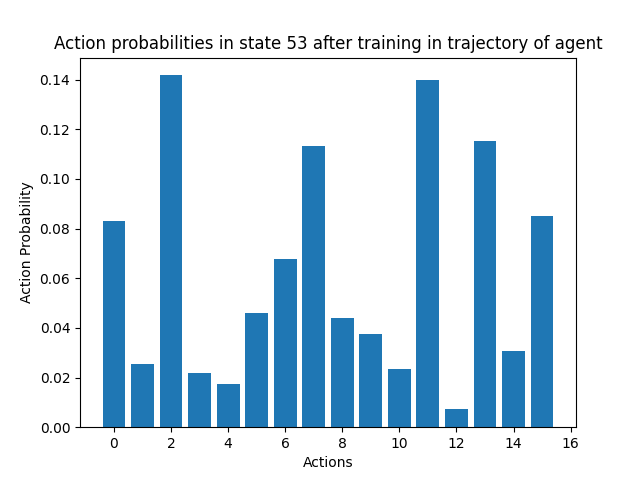 Action probabilities in state 53 after training in trajectory of agent
0.14
0.12
0.10
0.08
0.06
0.04
0.02
0.00
Action Probability
0 2 4 6 8 10 12 14 16
Actions